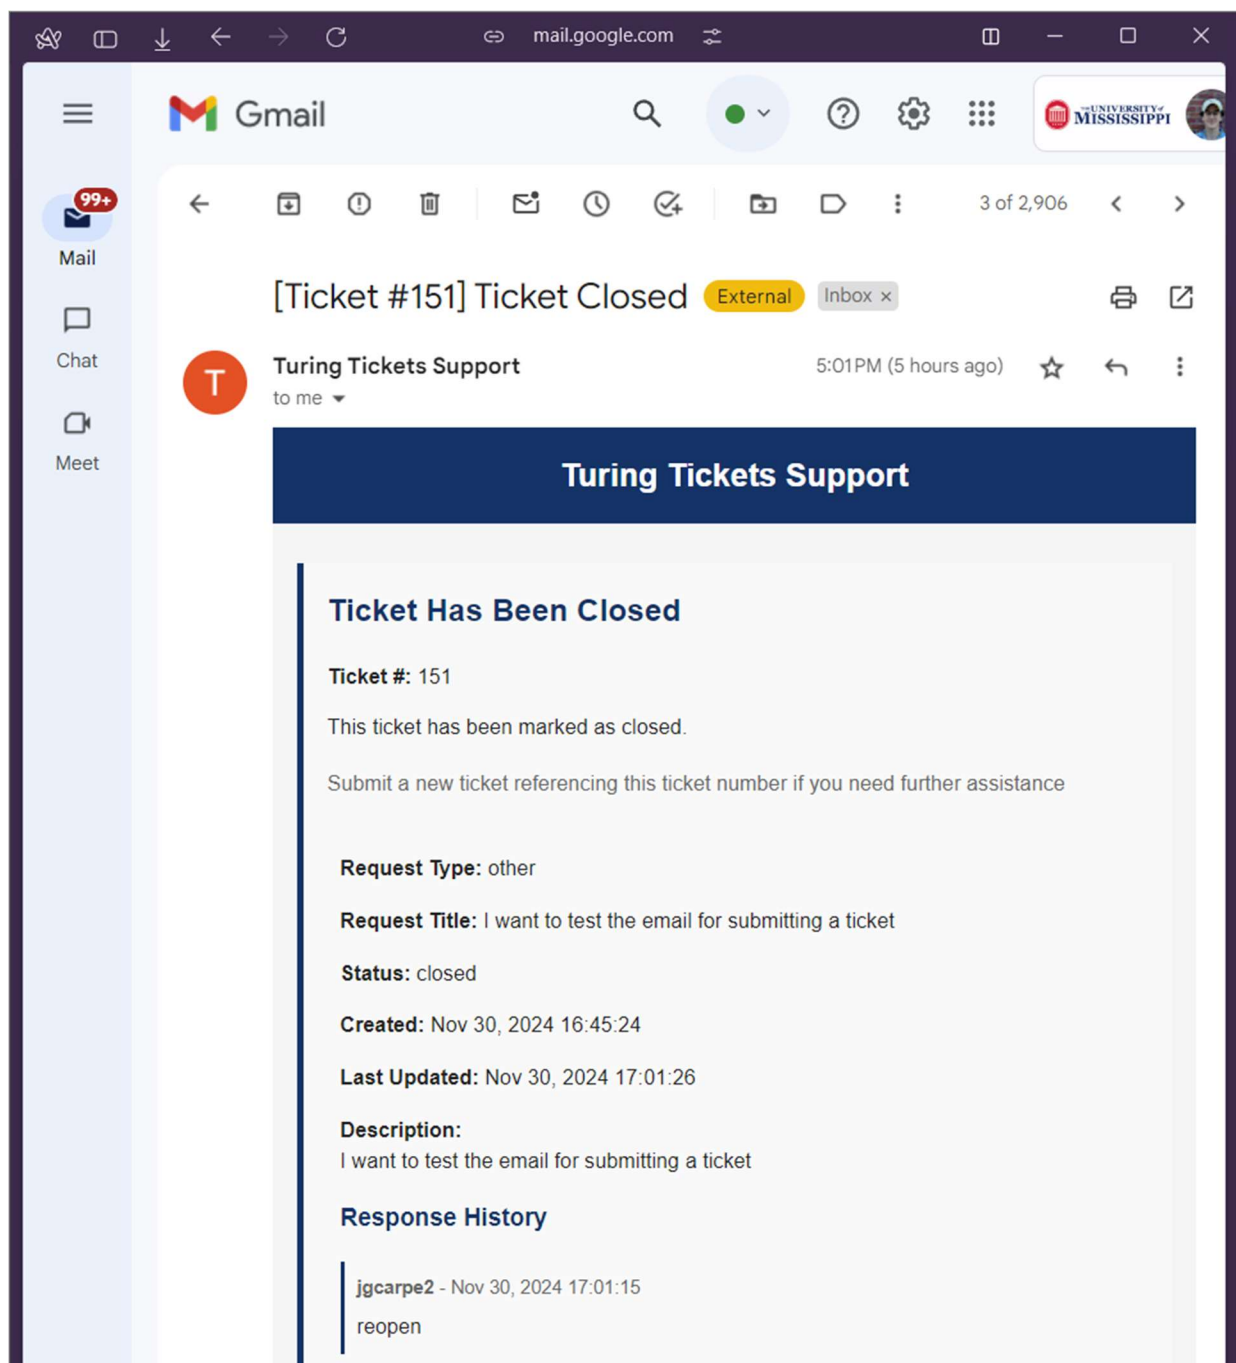 mail.google.com
Gmail
THE UNIVERSITY of
MISSISSIPPI
99+
Mail
Chat
Meet
3 of 2,906
[Ticket #151] Ticket Closed External Inbox ×
T
Turing Tickets Support 5:01 PM (5 hours ago)
to me
Turing Tickets Support
Ticket Has Been Closed
Ticket #: 151
This ticket has been marked as closed.
Submit a new ticket referencing this ticket number if you need further assistance
Request Type: other
Request Title: I want to test the email for submitting a ticket
Status: closed
Created: Nov 30, 2024 16:45:24
Last Updated: Nov 30, 2024 17:01:26
Description:
I want to test the email for submitting a ticket
Response History
jgcarpe2 - Nov 30, 2024 17:01:15
reopen